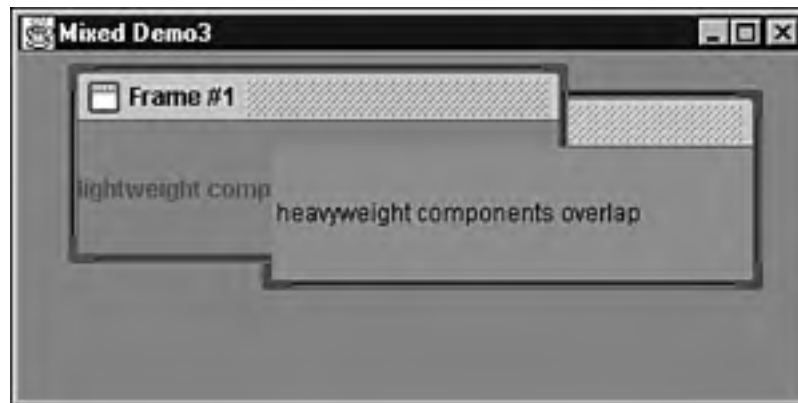 Mixed Demo3
Frame #1
lightweight comp
heavyweight components overlap